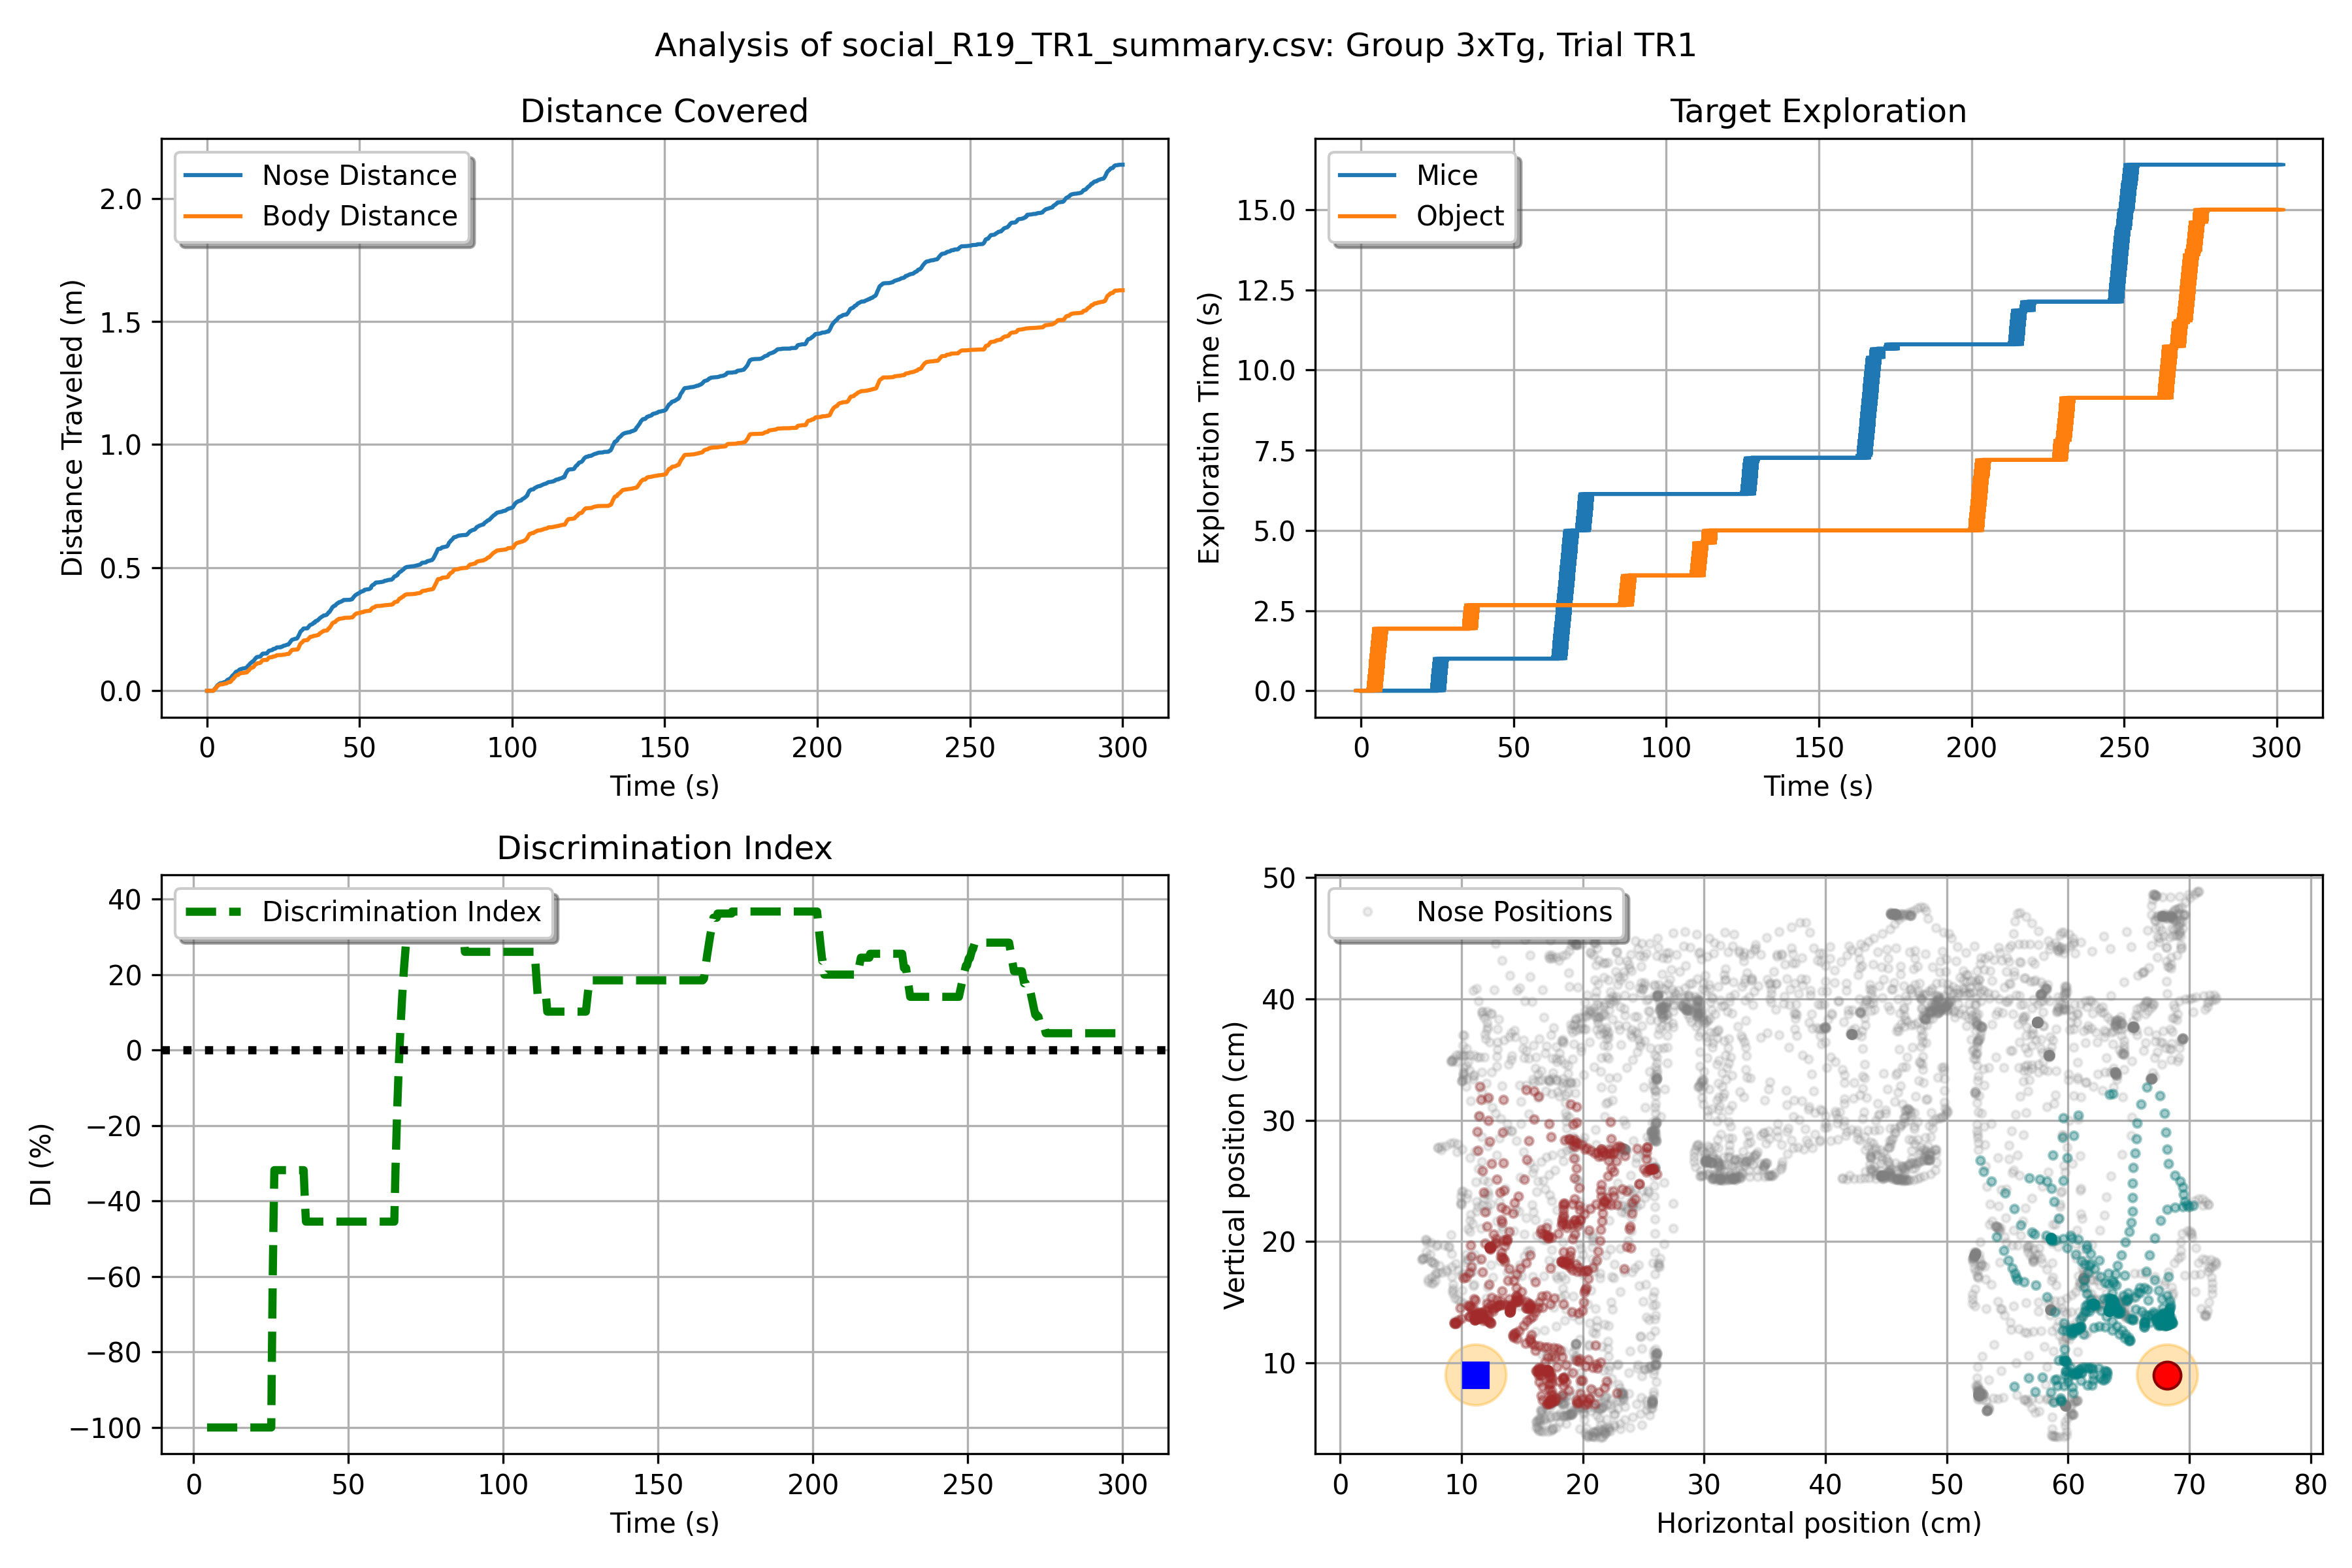 Analysis of social_R19_TR1_summary.csv: Group 3xTg, Trial TR1
Distance Covered
Nose Distance
Body Distance
Distance Traveled (m)
2.0
1.5
1.0
0.5
0.0
0 50 100 150 200 250 300
Time (s)
Target Exploration
Mice
Object
Exploration Time (s)
15.0
12.5
10.0
7.5
5.0
2.5
0.0
0 50 100 150 200 250 300
Time (s)
Discrimination Index
Discrimination Index
DI (%)
40
20
0
−20
−40
−60
−80
−100
0 50 100 150 200 250 300
Time (s)
Nose Positions
Vertical position (cm)
50
40
30
20
10
0 10 20 30 40 50 60 70 80
Horizontal position (cm)